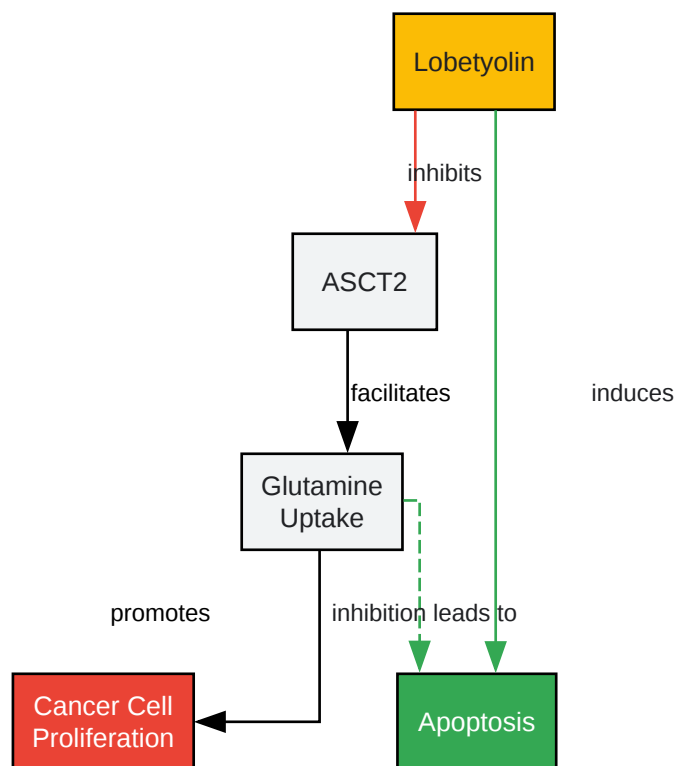 Lobetyolin
inhibits
ASCT2
facilitates
induces
Glutamine
Uptake
promotes
inhibition leads to
Cancer Cell
Proliferation
Apoptosis